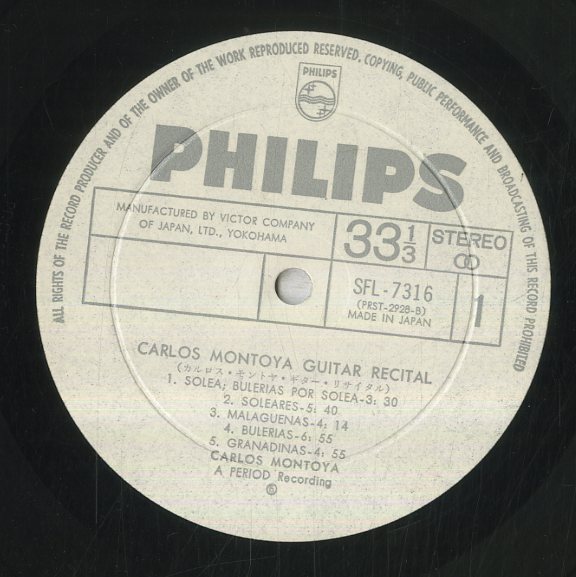 ALL RIGHTS OF THE RECORD PRODUCER AND OF THE OWNER OF THE WORK REPRODUCED RESERVED. COPYING, PUBLIC PERFORMANCE AND BROADCASTING OF THIS RECORD PROHIBITED
PHILIPS
PHILIPS
MANUFACTURED BY VICTOR COMPANY
OF JAPAN, LTD., YOKOHAMA
33 1/3
STEREO
SFL-7316
(PRST-2928-B)
MADE IN JAPAN
1
CARLOS MONTOYA GUITAR RECITAL
(カルロス・モントヤ・ギター・リサイタル)
1. SOLEA; BULERIAS POR SOLEA-3: 30
2. SOLEARES-5: 40
3. MALAGUENAS-4: 14
4. BULERIAS-6: 55
5. GRANADINAS-4: 55
CARLOS MONTOYA
A PERIOD Recording